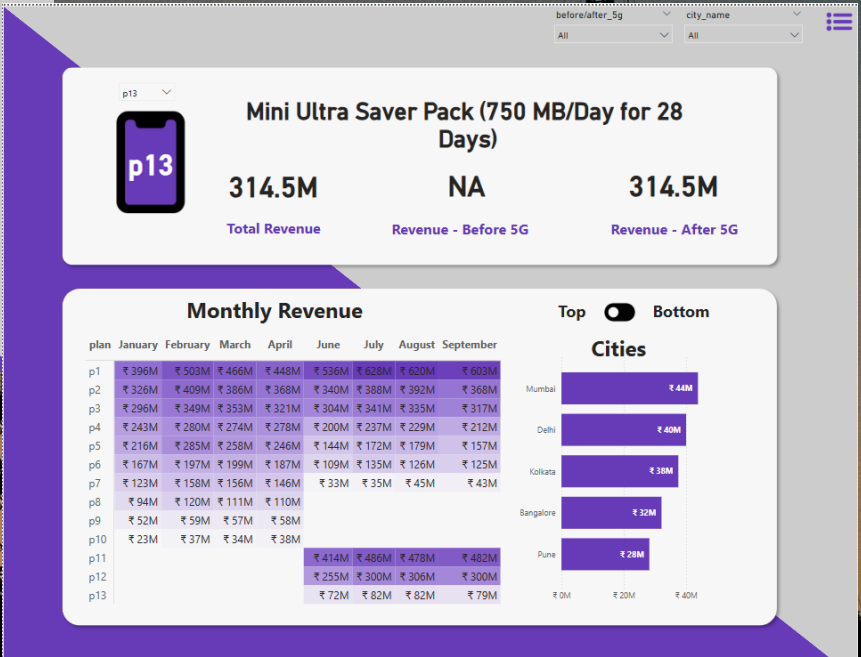 before/after_5g city_name
All All
p13
Mini Ultra Saver Pack (750 MB/Day for 28
Days)
p13
314.5M NA 314.5M
Total Revenue Revenue - Before 5G Revenue - After 5G
Monthly Revenue
Top Bottom
plan January February March April June July August September
p1 ₹ 396M ₹ 503M ₹ 466M ₹ 448M ₹ 536M ₹ 628M ₹ 620M ₹ 603M
p2 ₹ 326M ₹ 409M ₹ 386M ₹ 368M ₹ 340M ₹ 388M ₹ 392M ₹ 368M
p3 ₹ 296M ₹ 349M ₹ 353M ₹ 321M ₹ 304M ₹ 341M ₹ 335M ₹ 317M
p4 ₹ 243M ₹ 280M ₹ 274M ₹ 278M ₹ 200M ₹ 237M ₹ 229M ₹ 212M
p5 ₹ 216M ₹ 285M ₹ 258M ₹ 246M ₹ 144M ₹ 172M ₹ 179M ₹ 157M
p6 ₹ 167M ₹ 197M ₹ 199M ₹ 187M ₹ 109M ₹ 135M ₹ 126M ₹ 125M
p7 ₹ 123M ₹ 158M ₹ 156M ₹ 146M ₹ 33M ₹ 35M ₹ 45M ₹ 43M
p8 ₹ 94M ₹ 120M ₹ 111M ₹ 110M
p9 ₹ 52M ₹ 59M ₹ 57M ₹ 58M
p10 ₹ 23M ₹ 37M ₹ 34M ₹ 38M
p11 ₹ 414M ₹ 486M ₹ 478M ₹ 482M
p12 ₹ 255M ₹ 300M ₹ 306M ₹ 300M
p13 ₹ 72M ₹ 82M ₹ 82M ₹ 79M
Cities
Mumbai ₹ 44M
Delhi ₹ 40M
Kolkata ₹ 38M
Bangalore ₹ 32M
Pune ₹ 28M
₹ 0M ₹ 20M ₹ 40M